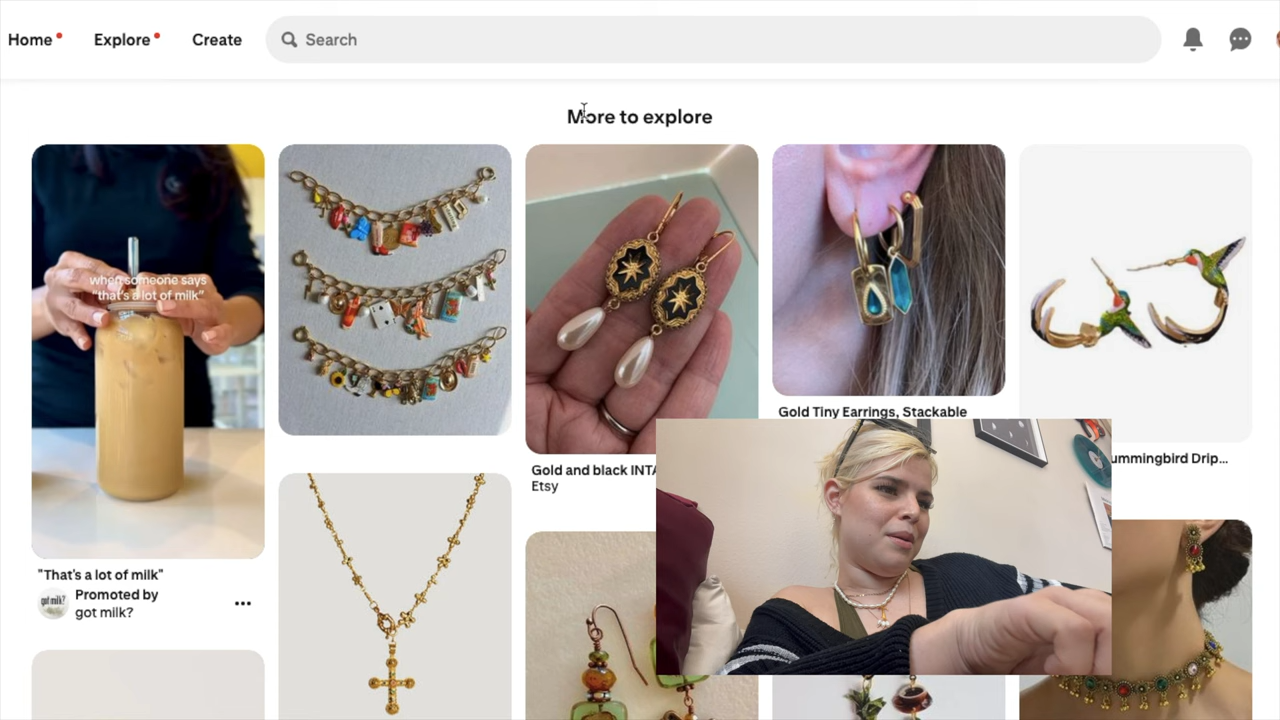 Home
Explore
Create
Search
More to explore
when someone says
"that's a lot of milk"
"That's a lot of milk"
got milk?
Promoted by
got milk?
Gold and black INTA
Etsy
Gold Tiny Earrings, Stackable
ummingbird Drip...